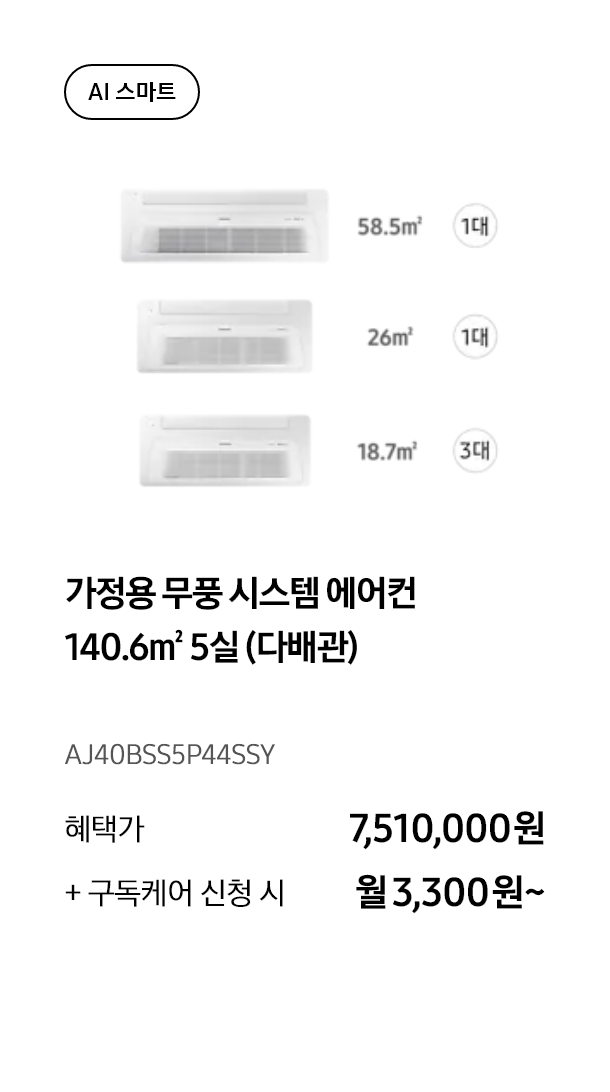 AI 스마트
58.5㎡ 1대
26㎡ 1대
18.7㎡ 3대
가정용 무풍 시스템 에어컨
140.6㎡ 5실 (다배관)
AJ40BSS5P44SSY
혜택가 7,510,000원
+ 구독케어 신청 시 월 3,300원~